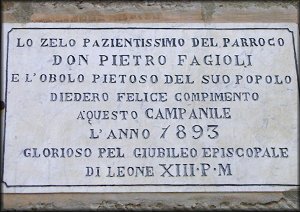 LO ZELO PAZIENTISSIMO DEL PARROCO
DON PIETRO FAGIOLI
E L'OBOLO PIETOSO DEL SUO POPOLO
DIEDERO FELICE COMPIMENTO
A QUESTO CAMPANILE
L'ANNO 1893
GLORIOSO PEL GIUBILEO EPISCOPALE
DI LEONE XIII·P·M